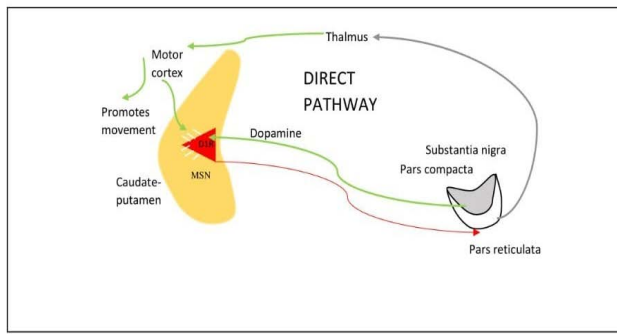 Thalmus
Motor
cortex
DIRECT
PATHWAY
Promotes
movement
Dopamine
D1R
Substantia nigra
Pars compacta
MSN
Caudate-
putamen
Pars reticulata